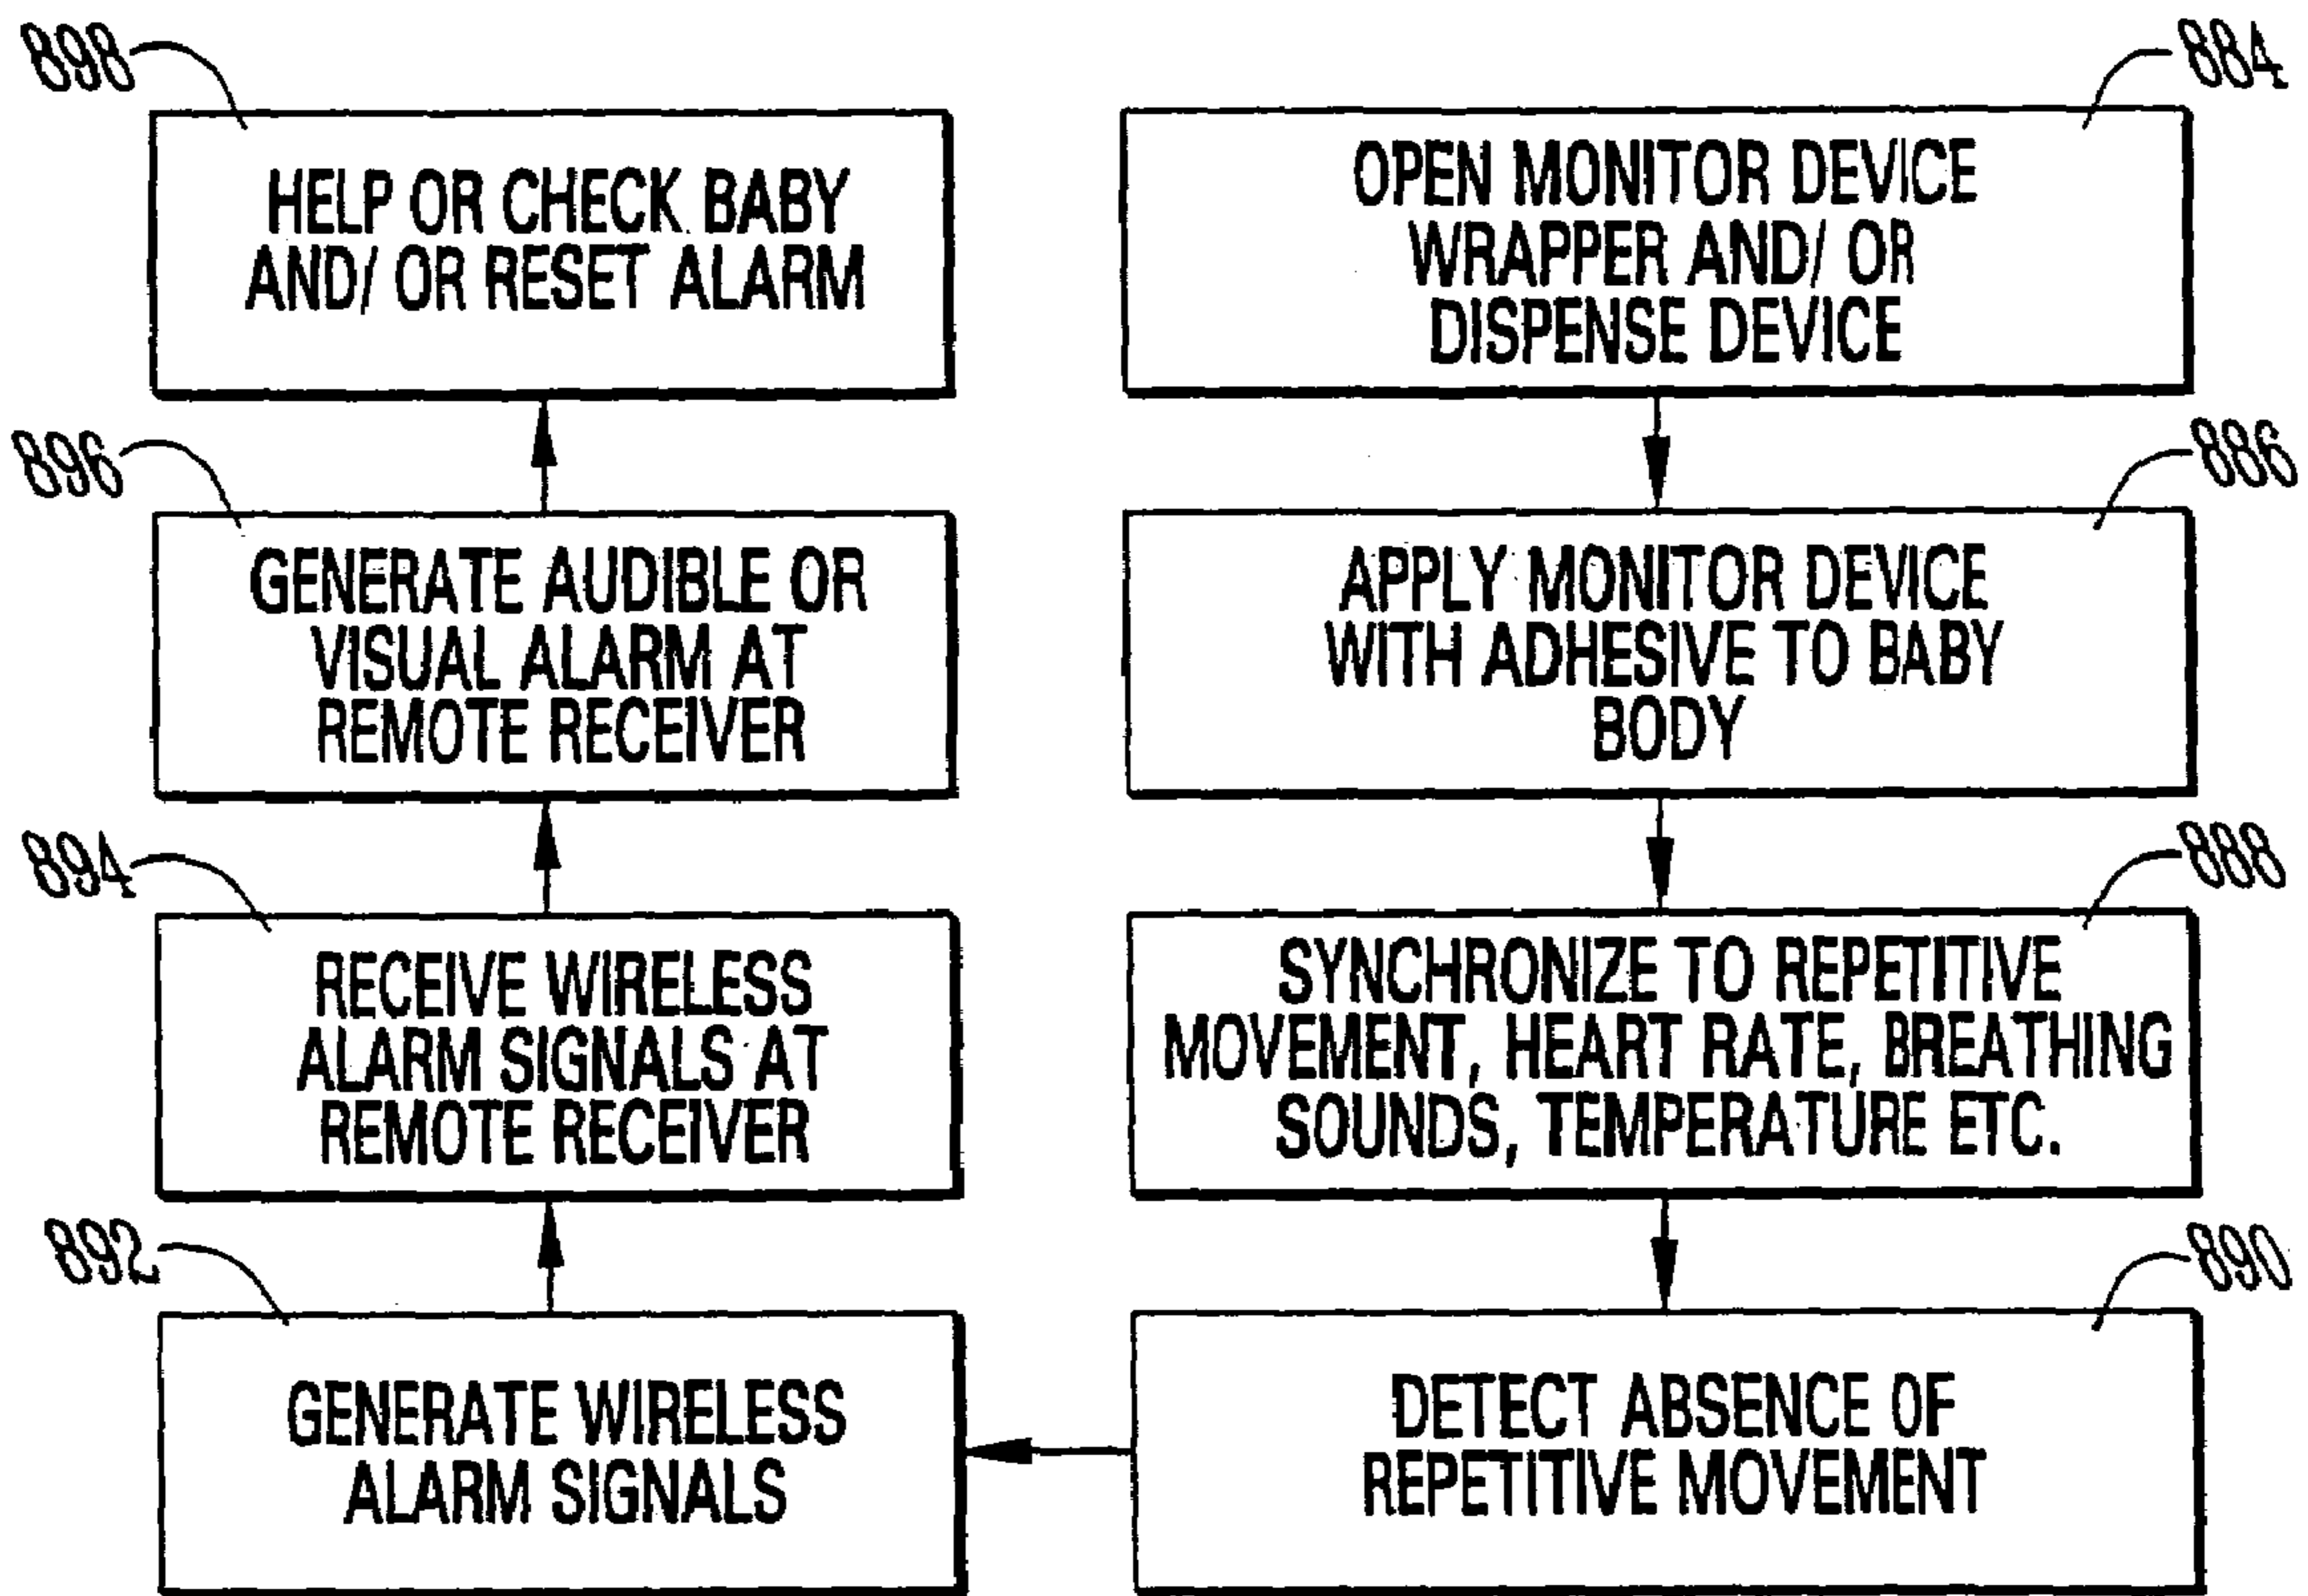 898
HELP OR CHECK BABY
AND/ OR RESET ALARM
884
OPEN MONITOR DEVICE
WRAPPER AND/ OR
DISPENSE DEVICE
896
GENERATE AUDIBLE OR
VISUAL ALARM AT
REMOTE RECEIVER
886
APPLY MONITOR DEVICE
WITH ADHESIVE TO BABY
BODY
894
RECEIVE WIRELESS
ALARM SIGNALS AT
REMOTE RECEIVER
888
SYNCHRONIZE TO REPETITIVE
MOVEMENT, HEART RATE, BREATHING
SOUNDS, TEMPERATURE ETC.
892
GENERATE WIRELESS
ALARM SIGNALS
890
DETECT ABSENCE OF
REPETITIVE MOVEMENT